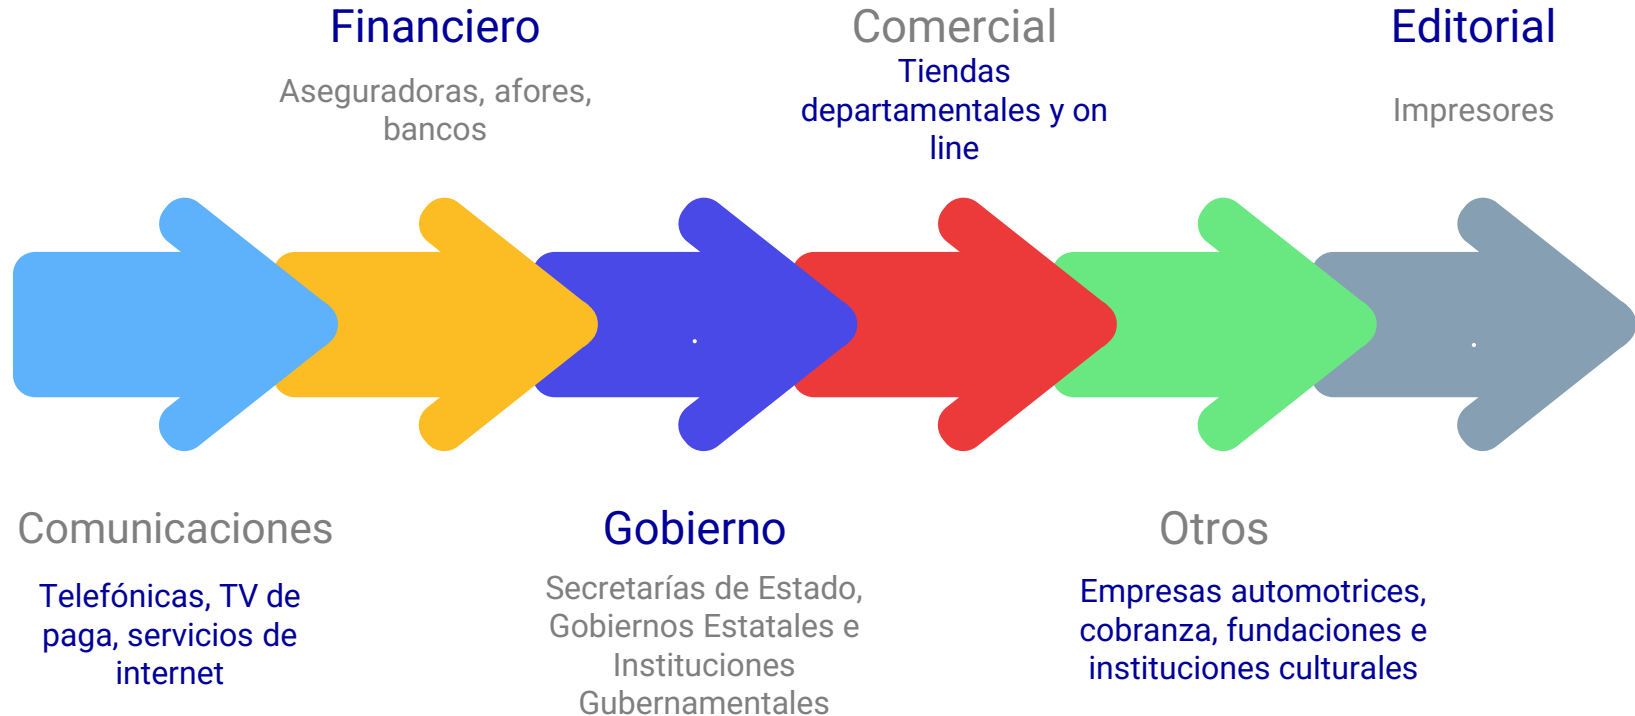 Financiero
Aseguradoras, afores,
bancos
Comercial
Tiendas
departamentales y on
line
Editorial
Impresores
Comunicaciones
Telefónicas, TV de
paga, servicios de
internet
Gobierno
Secretarías de Estado,
Gobiernos Estatales e
Instituciones
Gubernamentales
Otros
Empresas automotrices,
cobranza, fundaciones e
instituciones culturales